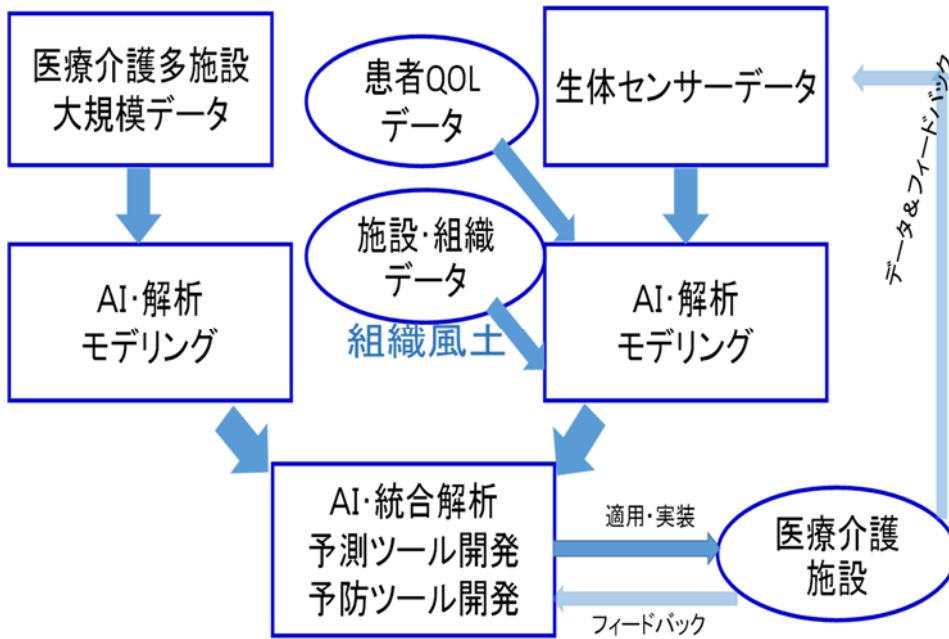 医療介護多施設
大規模データ
患者QOL
データ
生体センサーデータ
データ&フィードバック
施設・組織
データ
組織風土
AI・解析
モデリング
AI・解析
モデリング
AI・統合解析
予測ツール開発
予防ツール開発
適用・実装
フィードバック
医療介護
施設